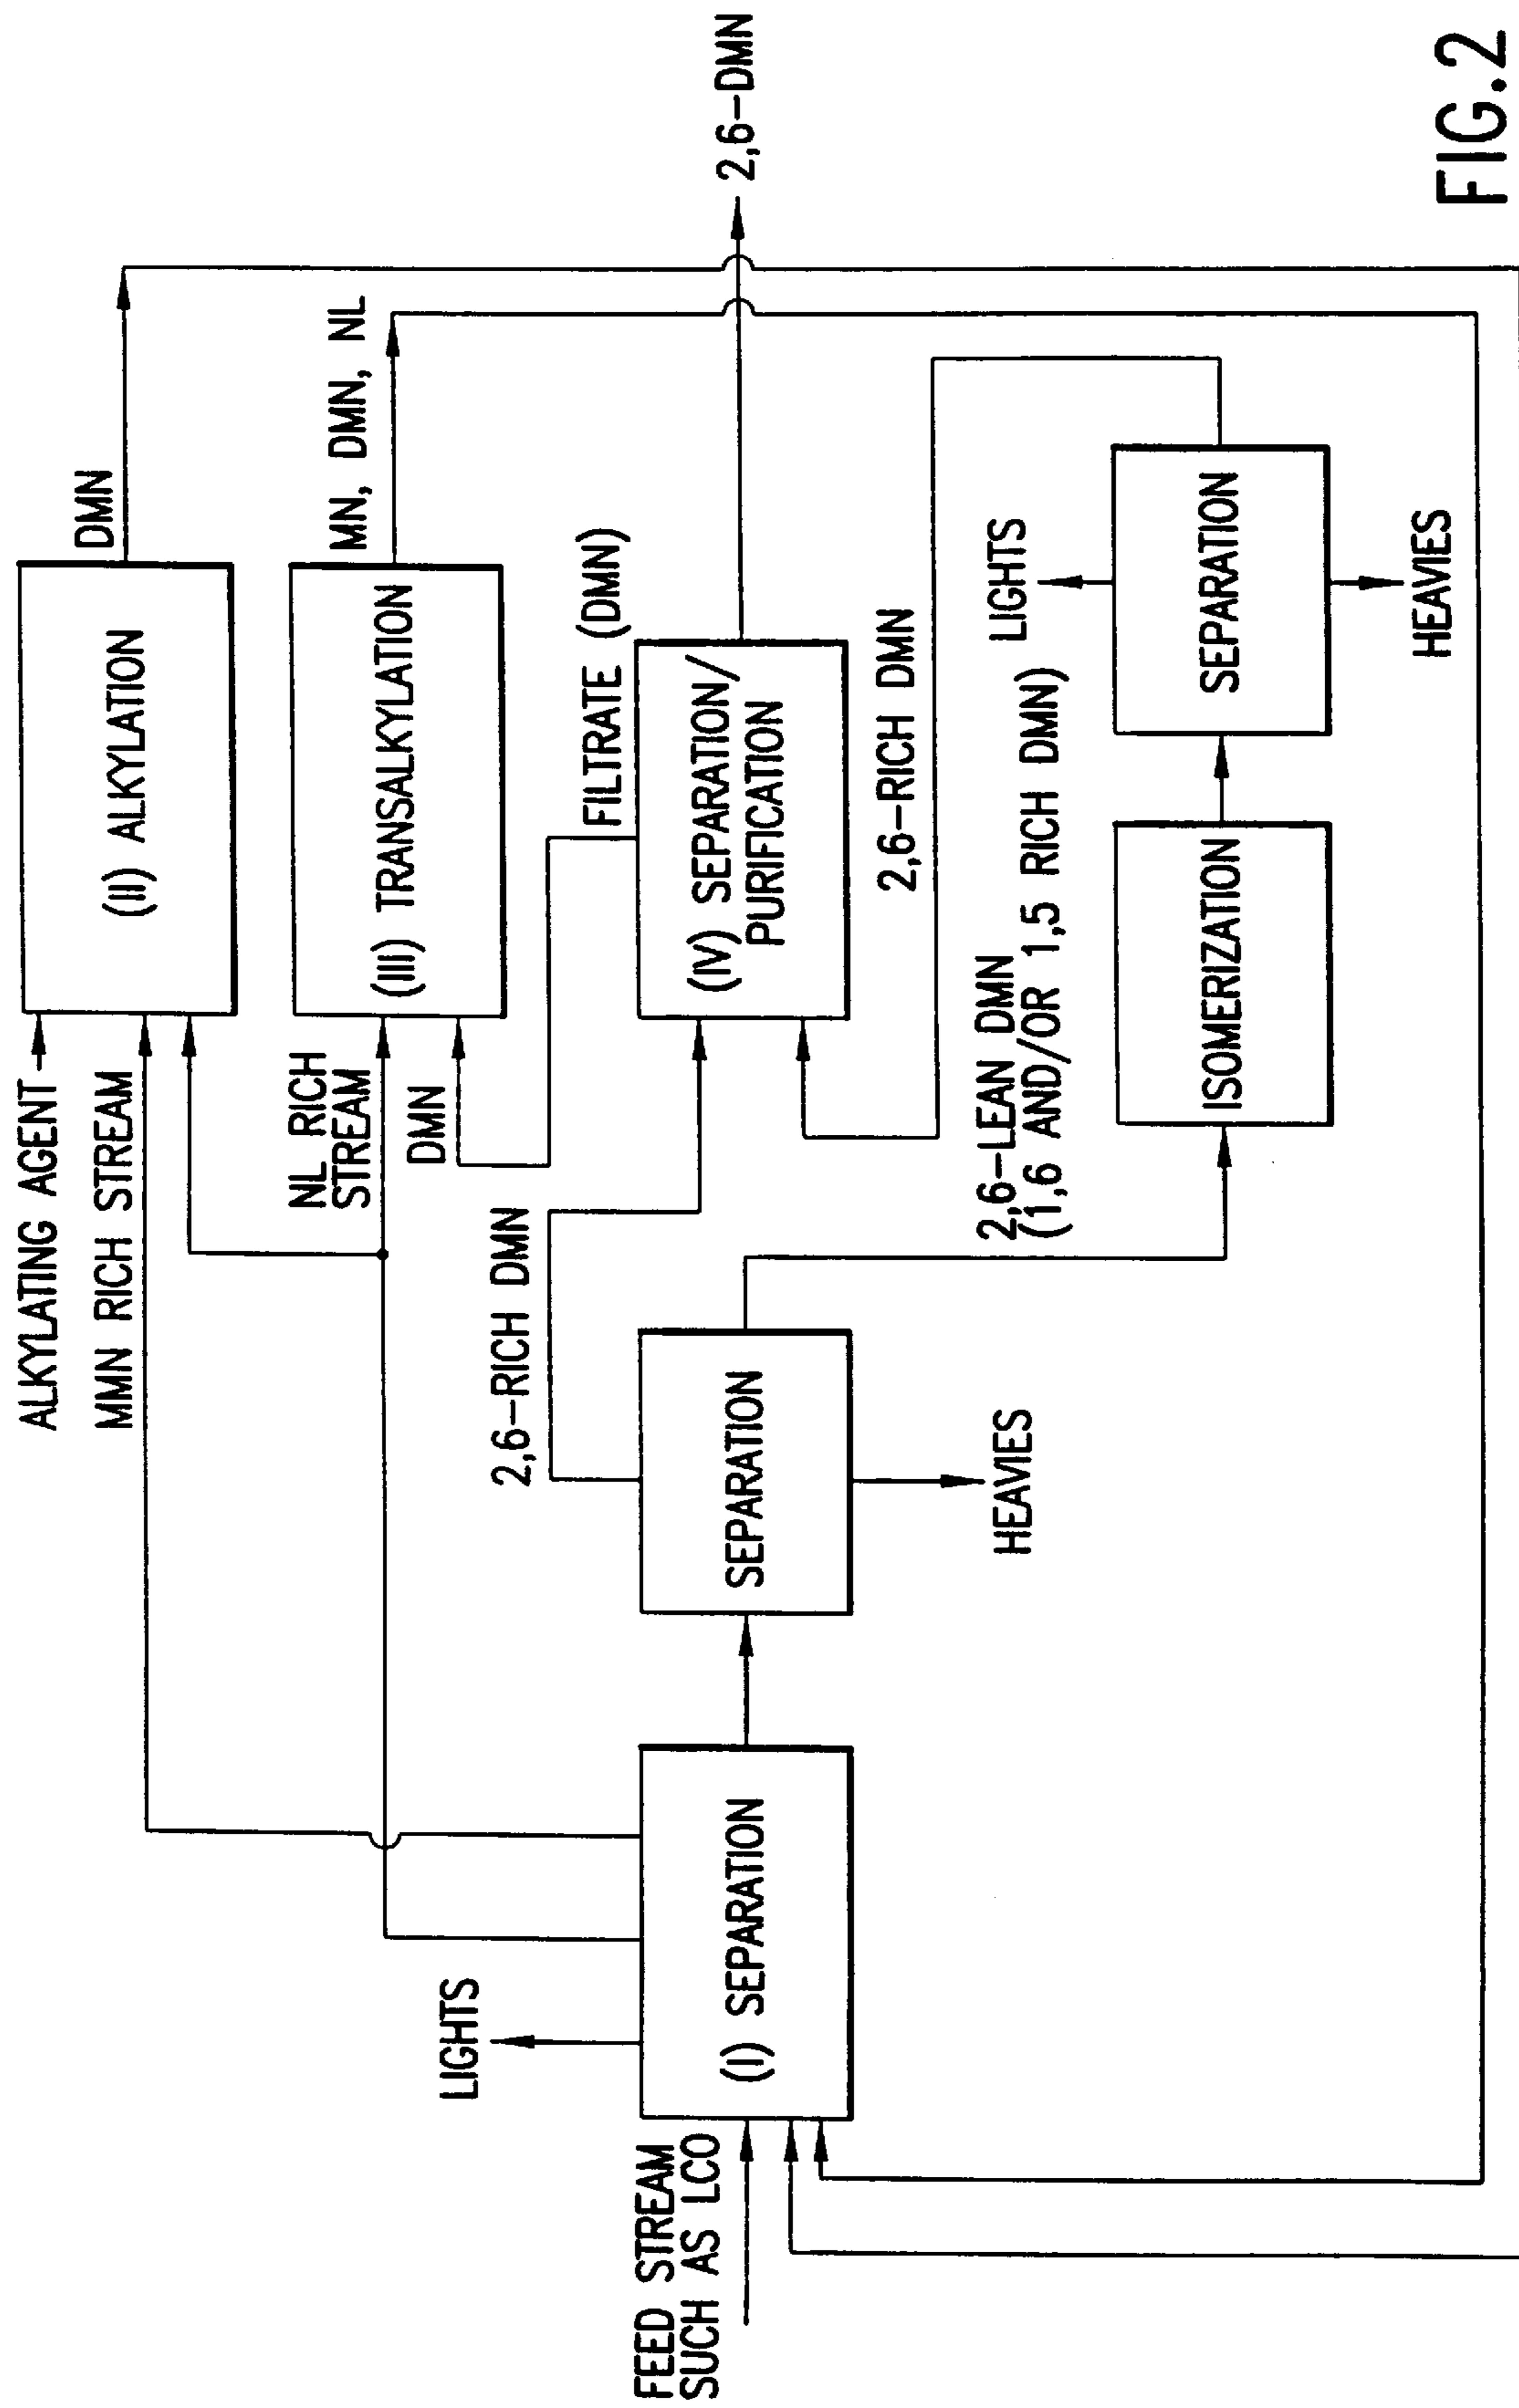 ALKYLATING AGENT
MMN RICH STREAM
(II) ALKYLATION
DMN
NL RICH
STREAM
DMN
(III) TRANSALKYLATION
MN, DMN, NL
LIGHTS
2,6-RICH DMN
FILTRATE (DMN)
FEED STREAM
SUCH AS LCO
(I) SEPARATION
SEPARATION
(IV) SEPARATION/
PURIFICATION
2,6-DMN
2,6-RICH DMN
HEAVIES
2,6-LEAN DMN
(1,6 AND/OR 1,5 RICH DMN)
LIGHTS
ISOMERIZATION
SEPARATION
HEAVIES
FIG.2